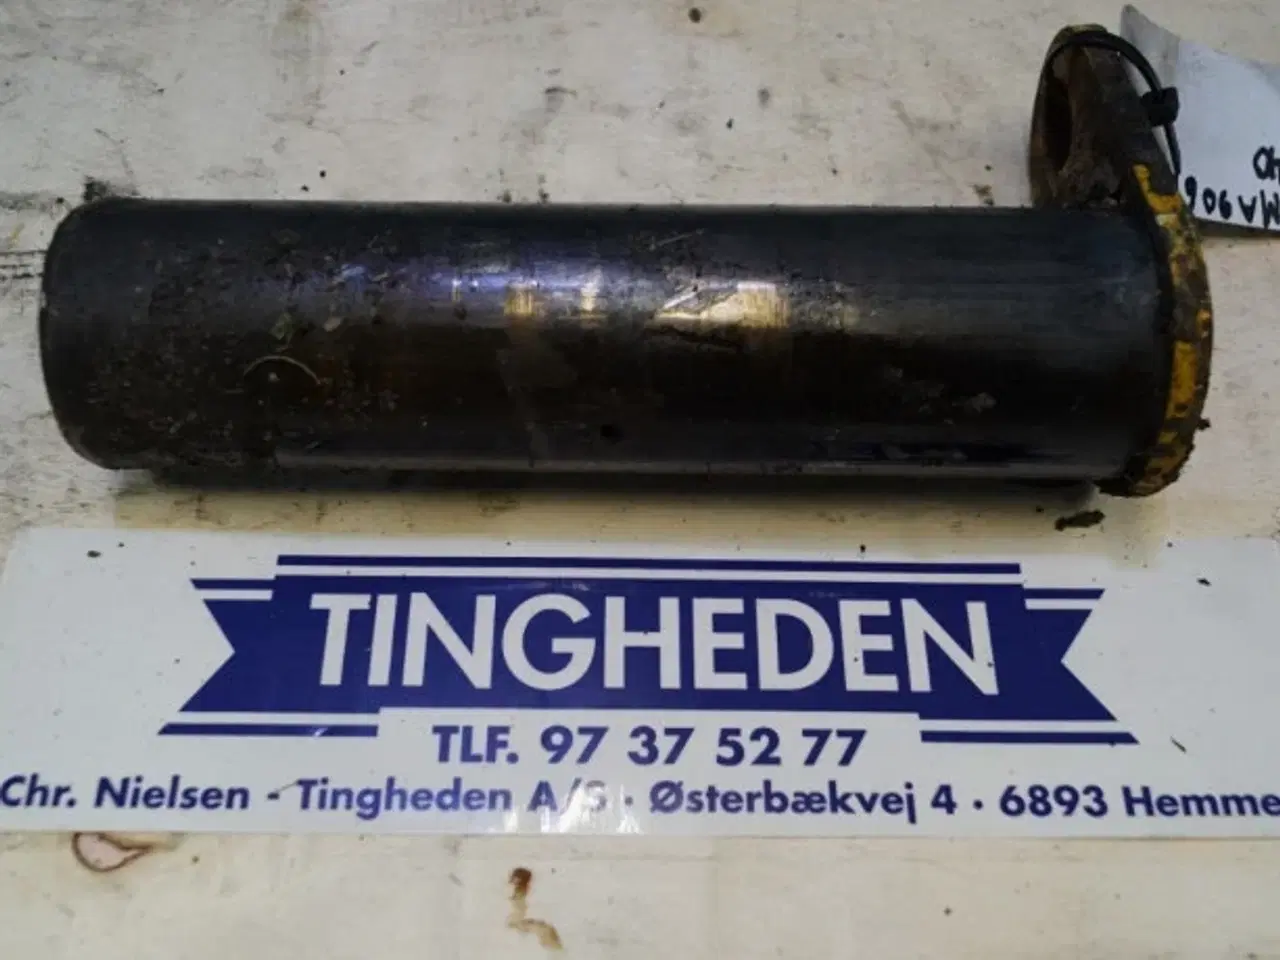 TINGHEDEN
TLF. 97 37 52 77
Chr. Nielsen - Tingheden A/S · Østerbækvej 4 · 6893 Hemme